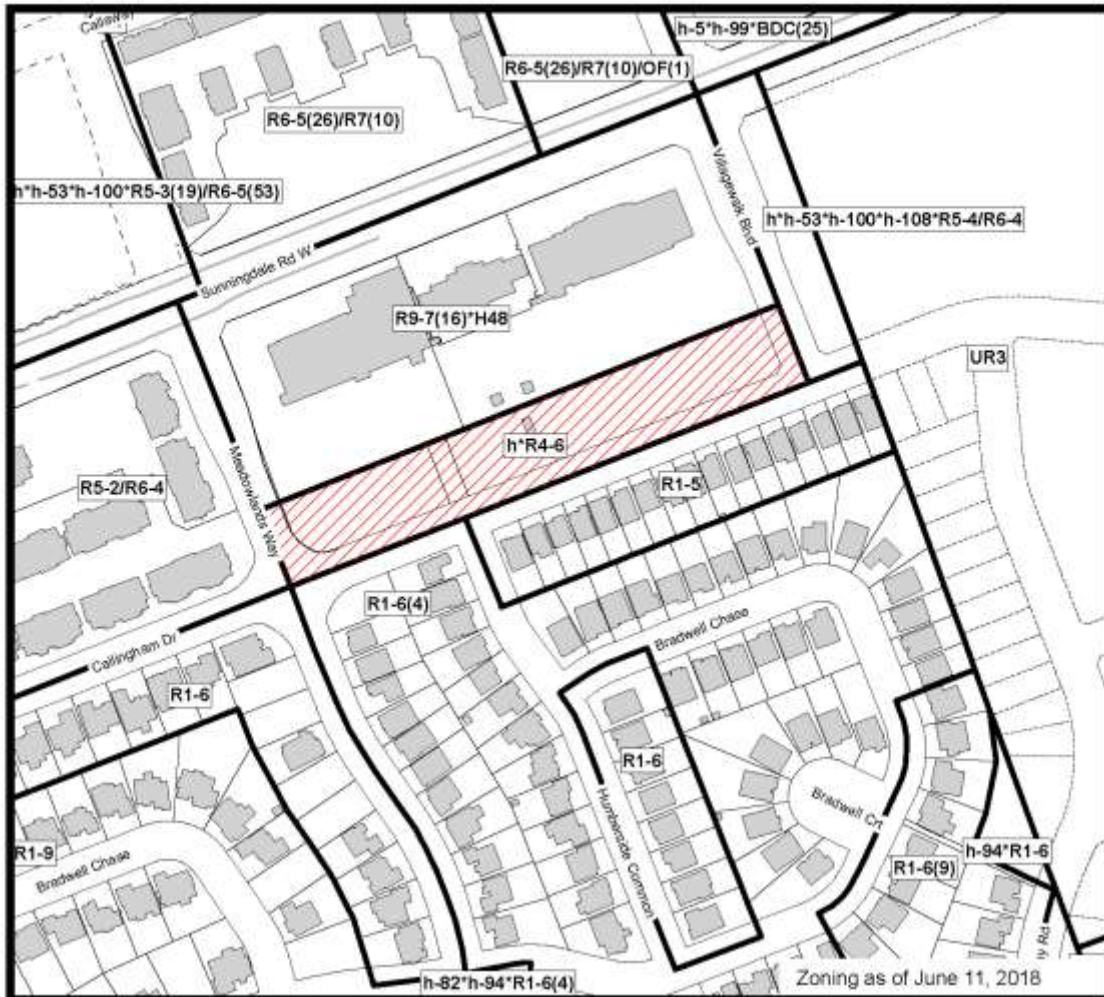 Callaway
h-5*h-99*BDC(25)
R6-5(26)/R7(10)/OF(1)
R6-5(26)/R7(10)
Villagewalk Blvd
h*h-53*h-100*R5-3(19)/R6-5(53)
h*h-53*h-100*h-108*R5-4/R6-4
Sunningdale Rd W
R9-7(16)*H48
UR3
h*R4-6
Meadowlands Way
R5-2/R6-4
R1-5
R1-6(4)
Bradwell Chase
Callingham Dr
R1-6
R1-6
Humberside Common
Bradwell Crt
R1-9
Bradwell Chase
h-94*R1-6
R1-6(9)
Rd
h-82*h-94*R1-6(4)
Zoning as of June 11, 2018